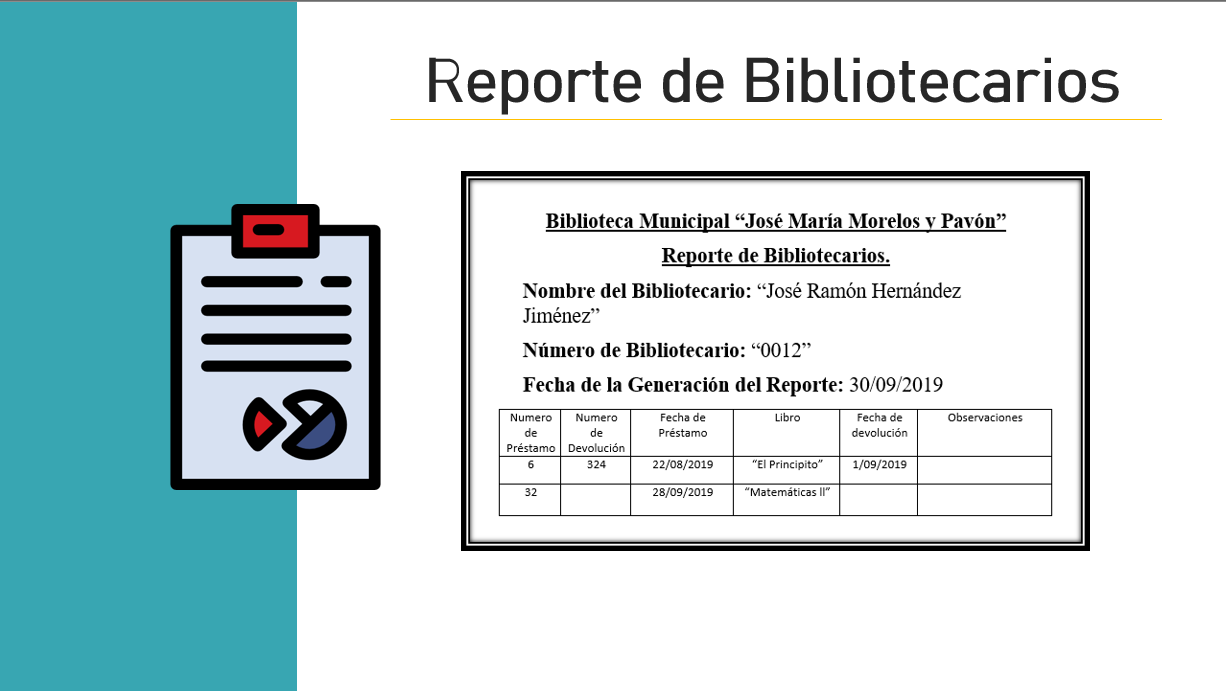 Reporte de Bibliotecarios
Biblioteca Municipal “José María Morelos y Pavón”
Reporte de Bibliotecarios.
Nombre del Bibliotecario: “José Ramón Hernández
Jiménez”
Número de Bibliotecario: “0012”
Fecha de la Generación del Reporte: 30/09/2019
Numero de Préstamo Numero de Devolución Fecha de Préstamo Libro Fecha de devolución Observaciones
6 324 22/08/2019 “El Principito” 1/09/2019
32 28/09/2019 “Matemáticas ll”